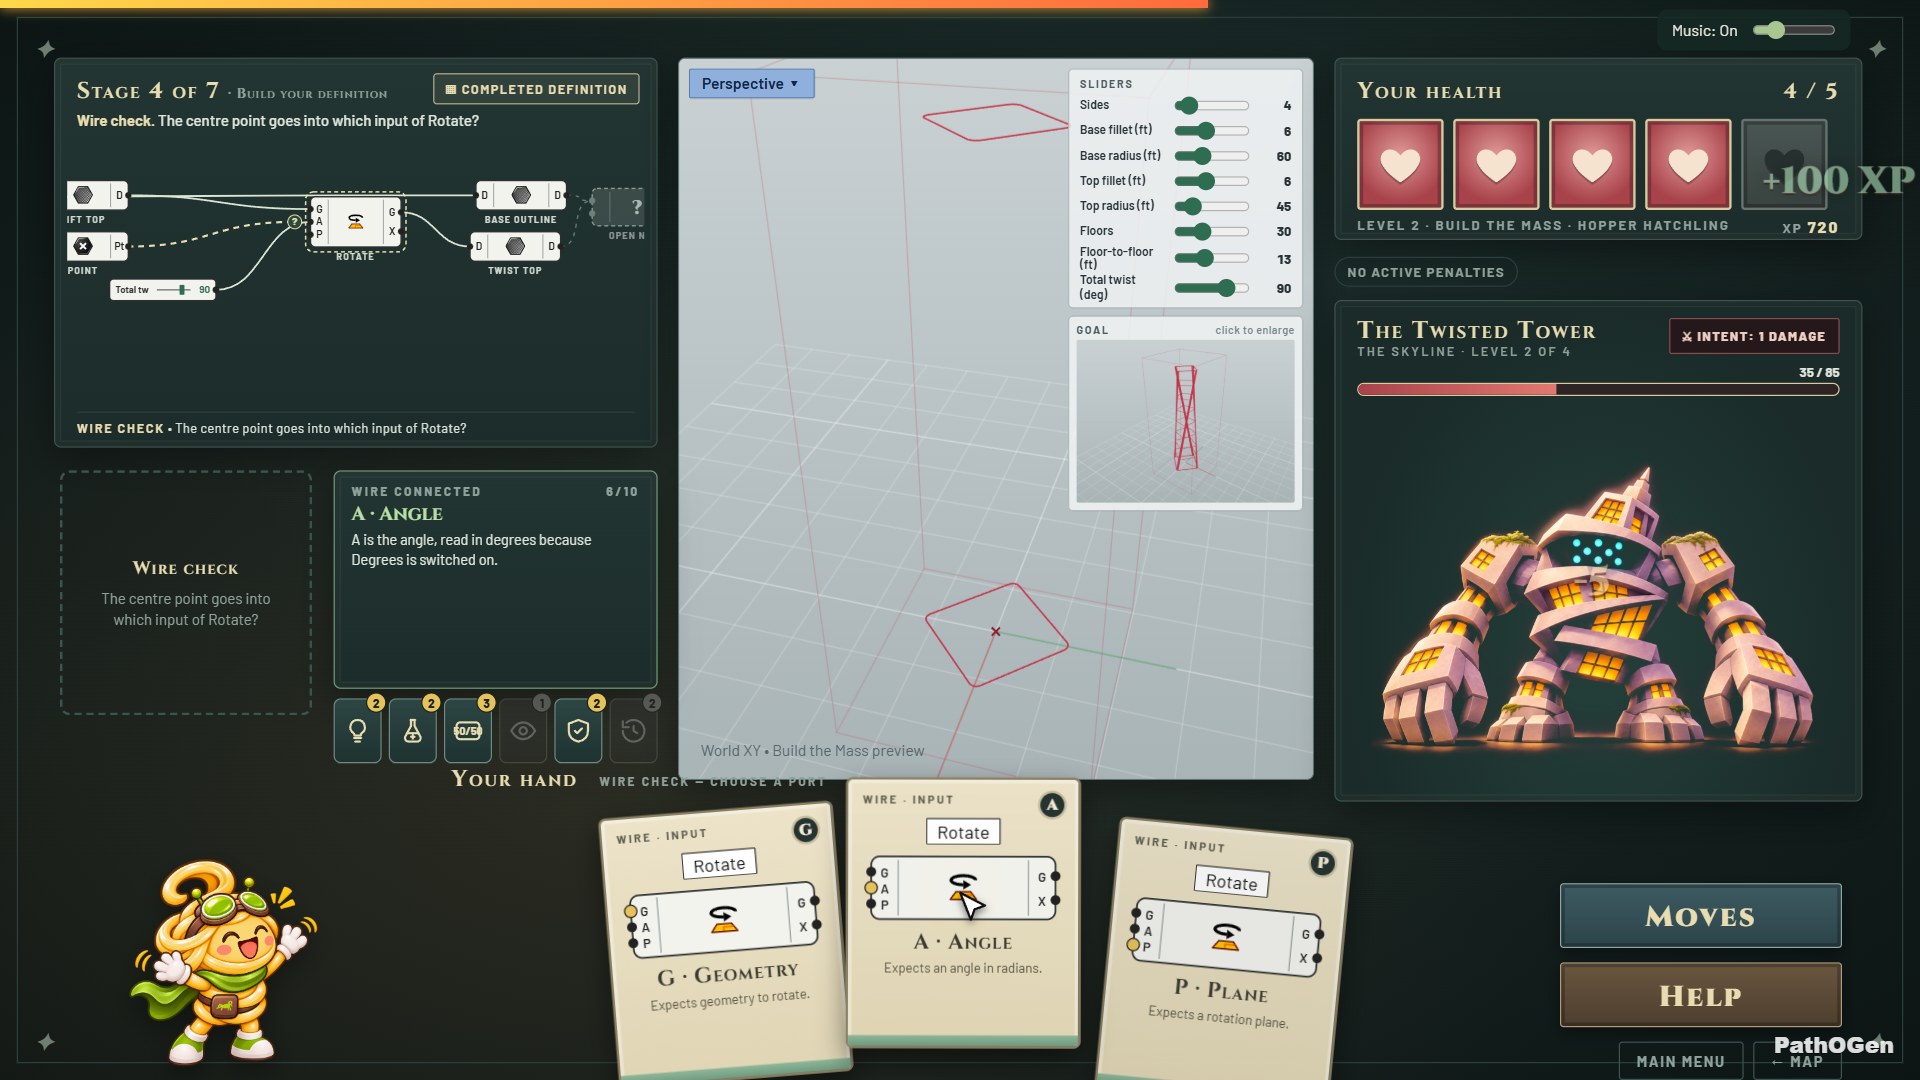 Music: On
STAGE 4 OF 7 · BUILD YOUR DEFINITION
COMPLETED DEFINITION
Wire check. The centre point goes into which input of Rotate?
D
IFT TOP
Pt
POINT
Total tw 90
?
G
A
P
G
X
ROTATE
D D
BASE OUTLINE
D D
TWIST TOP
?
OPEN N
WIRE CHECK • The centre point goes into which input of Rotate?
WIRE CHECK
The centre point goes into
which input of Rotate?
WIRE CONNECTED 6/10
A · ANGLE
A is the angle, read in degrees because
Degrees is switched on.
2 2 3 1 2 2
50/50
Perspective ▼
SLIDERS
Sides 4
Base fillet (ft) 6
Base radius (ft) 60
Top fillet (ft) 6
Top radius (ft) 45
Floors 30
Floor-to-floor
(ft) 13
Total twist
(deg) 90
GOAL click to enlarge
World XY • Build the Mass preview
YOUR HEALTH 4 / 5
+100 XP
LEVEL 2 · BUILD THE MASS · HOPPER HATCHLING XP 720
NO ACTIVE PENALTIES
THE TWISTED TOWER
THE SKYLINE · LEVEL 2 OF 4
INTENT: 1 DAMAGE
35 / 85
-5
YOUR HAND WIRE CHECK — CHOOSE A PORT
WIRE · INPUT G
Rotate
G
A
P
G
X
G · GEOMETRY
Expects geometry to rotate.
WIRE · INPUT A
Rotate
G
A
P
G
X
A · ANGLE
Expects an angle in radians.
WIRE · INPUT P
Rotate
G
A
P
G
X
P · PLANE
Expects a rotation plane.
MOVES
HELP
MAIN MENU
← MAP
PathOGen